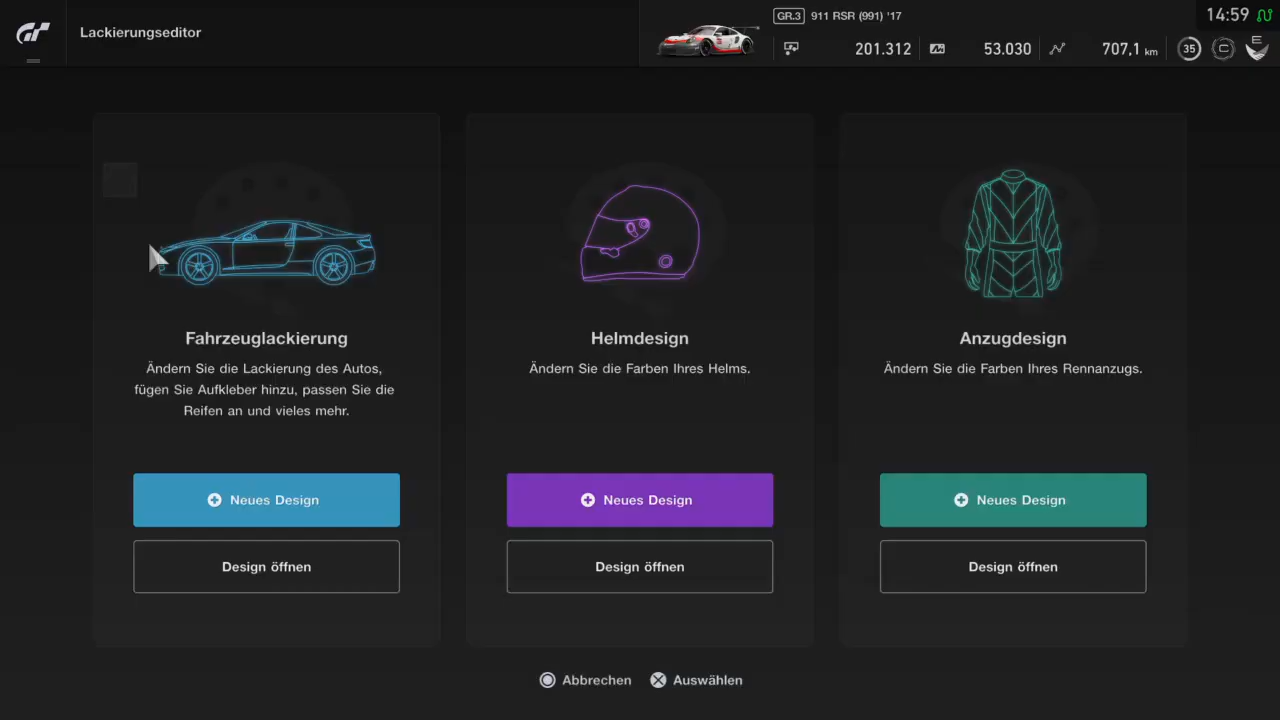 Lackierungseditor
GR.3 911 RSR (991) '17
14:59
201.312
53.030
707,1 km
35
C
E
Fahrzeuglackierung
Ändern Sie die Lackierung des Autos,
fügen Sie Aufkleber hinzu, passen Sie die
Reifen an und vieles mehr.
Neues Design
Design öffnen
Helmdesign
Ändern Sie die Farben Ihres Helms.
Neues Design
Design öffnen
Anzugdesign
Ändern Sie die Farben Ihres Rennanzugs.
Neues Design
Design öffnen
Abbrechen
Auswählen